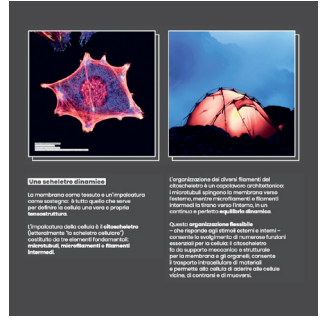 Uno scheletro dinamico
La membrana come tessuto e un'impalcatura
come sostegno: è tutto quello che serve
per definire la cellula una vera e propria
tensostruttura.
L'impalcatura della cellula è il citoscheletro
(letteralmente "lo scheletro cellulare")
costituito da tre elementi fondamentali:
microtubuli, microfilamenti e filamenti
intermedi.
L'organizzazione dei diversi filamenti del
citoscheletro è un capolavoro architettonico:
i microtubuli spingono la membrana verso
l'esterno, mentre microfilamenti e filamenti
intermedi la tirano verso l'interno, in un
continuo e perfetto equilibrio dinamico.
Questa organizzazione flessibile
– che risponde agli stimoli esterni e interni –
consente lo svolgimento di numerose funzioni
essenziali per la cellula: il citoscheletro
fa da supporto meccanico e strutturale
per la membrana e gli organelli, consente
il trasporto intracellulare di materiali
e permette alla cellula di aderire alle cellule
vicine, di contrarsi e di muoversi.